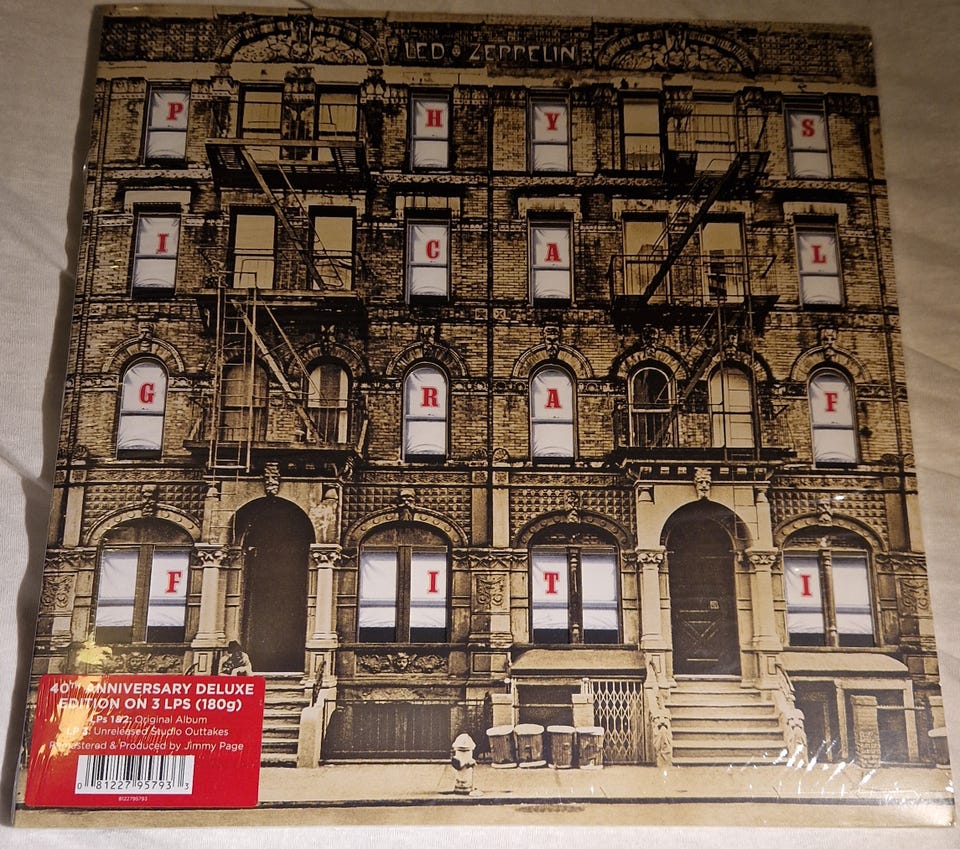 LED ZEPPELIN
P H Y S
I C A L
G R A F
F I T I
40TH ANNIVERSARY DELUXE
EDITION ON 3 LPS (180g)
LPs 1&2: Original Album
LP 3: Unreleased Studio Outtakes
Remastered & Produced by Jimmy Page
0 81227 95793 3
8122795793